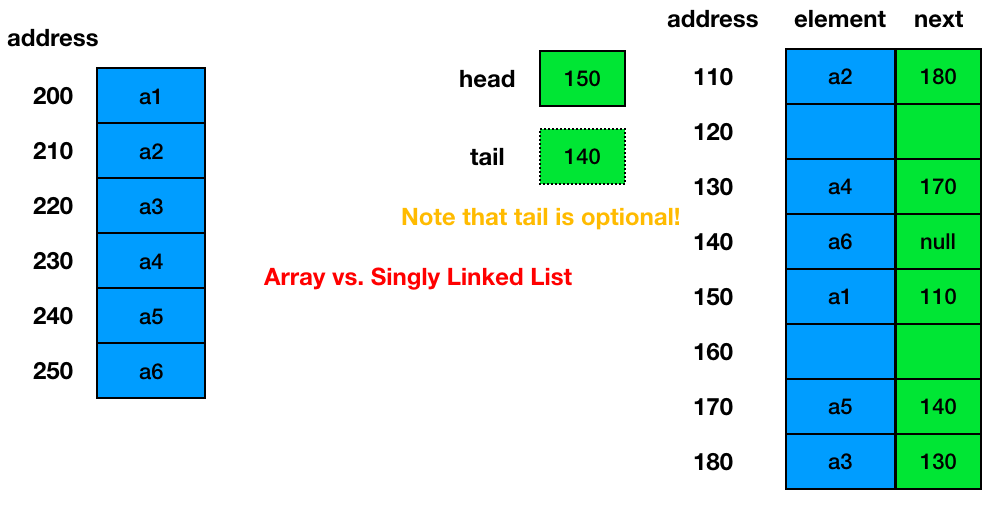 address
200 a1
210 a2
220 a3
230 a4
240 a5
250 a6
head 150
tail 140
Note that tail is optional!
Array vs. Singly Linked List
address element next
110 a2 180
120
130 a4 170
140 a6 null
150 a1 110
160
170 a5 140
180 a3 130